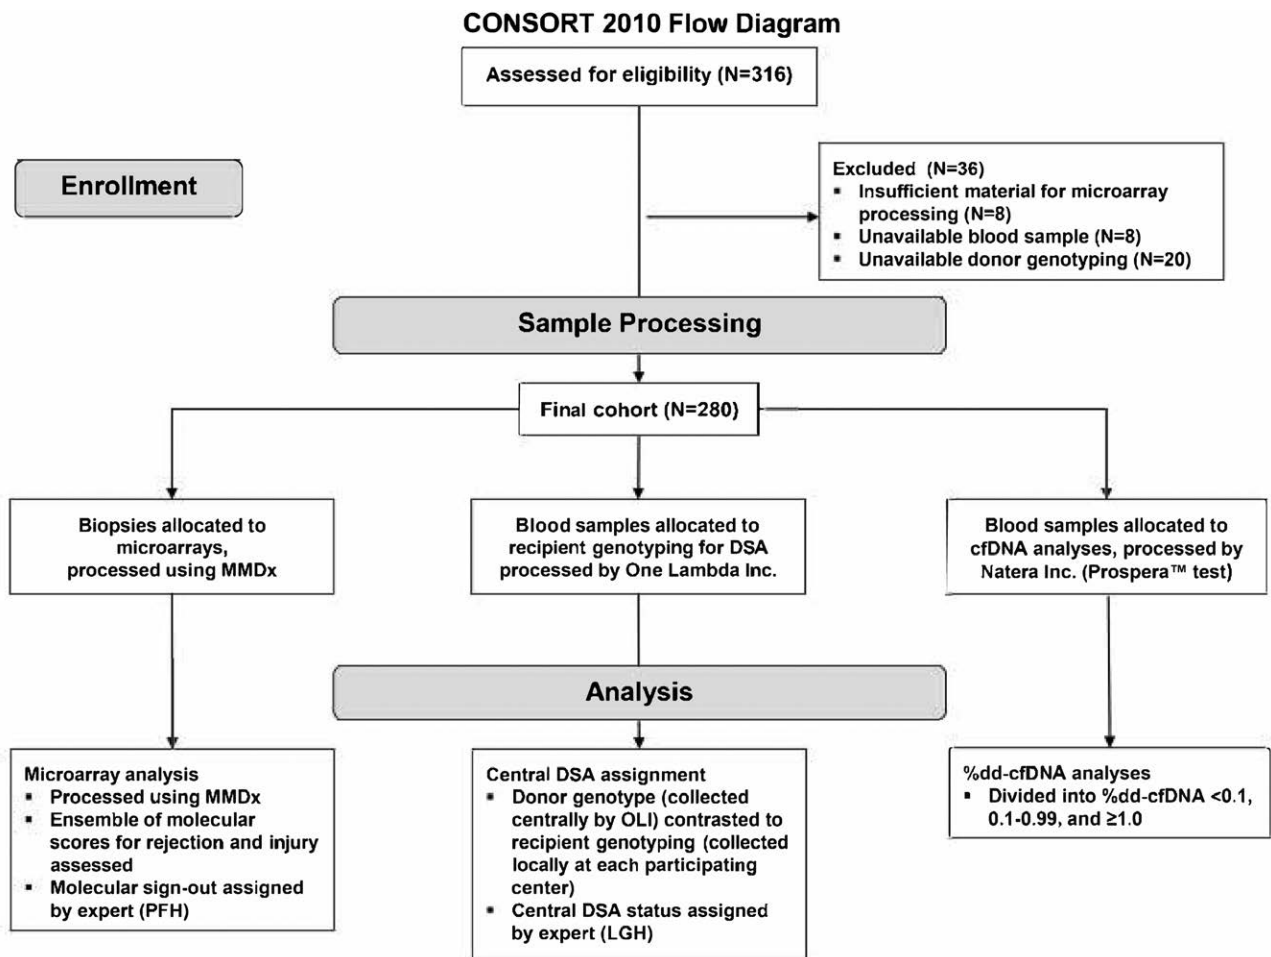 CONSORT 2010 Flow Diagram
Assessed for eligibility (N=316)
Enrollment
Excluded (N=36)
▪ Insufficient material for microarray
processing (N=8)
▪ Unavailable blood sample (N=8)
▪ Unavailable donor genotyping (N=20)
Sample Processing
Final cohort (N=280)
Biopsies allocated to
microarrays,
processed using MMDx
Blood samples allocated to
recipient genotyping for DSA
processed by One Lambda Inc.
Blood samples allocated to
cfDNA analyses, processed by
Natera Inc. (Prospera™ test)
Analysis
Microarray analysis
▪ Processed using MMDx
▪ Ensemble of molecular
scores for rejection and injury
assessed
▪ Molecular sign-out assigned
by expert (PFH)
Central DSA assignment
▪ Donor genotype (collected
centrally by OLI) contrasted to
recipient genotyping (collected
locally at each participating
center)
▪ Central DSA status assigned
by expert (LGH)
%dd-cfDNA analyses
▪ Divided into %dd-cfDNA <0.1,
0.1-0.99, and ≥1.0